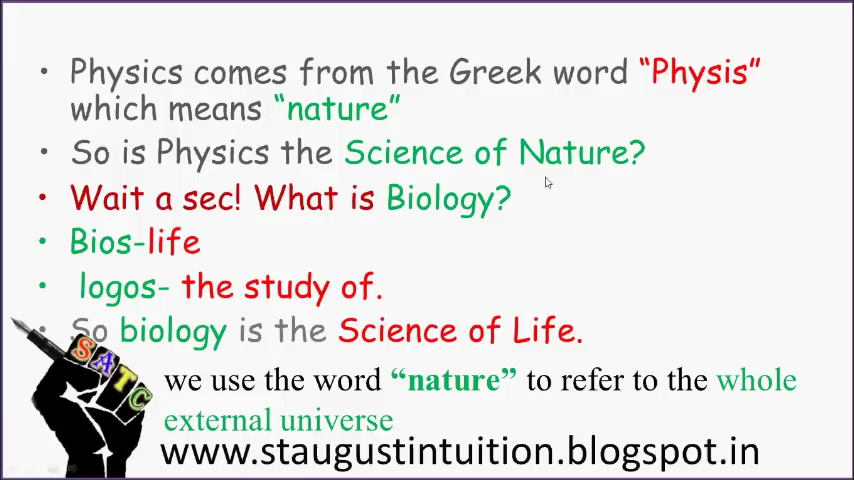 • Physics comes from the Greek word “Physis”
which means “nature”
• So is Physics the Science of Nature?
• Wait a sec! What is Biology?
• Bios-life
• logos- the study of.
• So biology is the Science of Life.
SATC
we use the word “nature” to refer to the whole
external universe
www.staugustintuition.blogspot.in